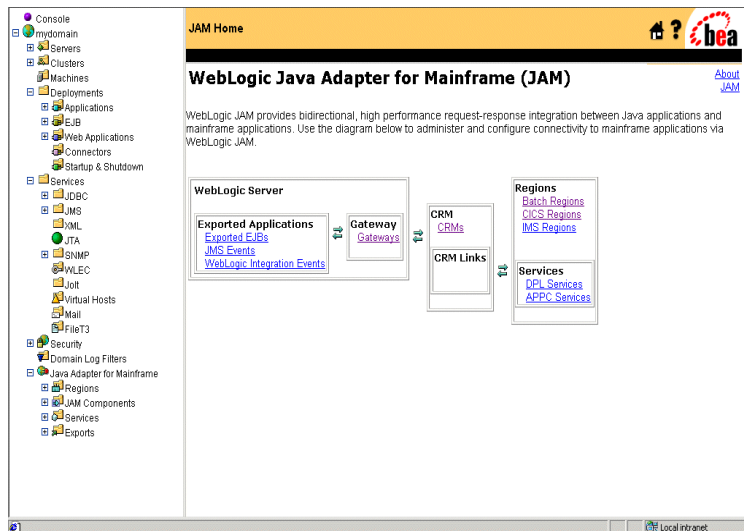 Console
mydomain
Servers
Clusters
Machines
Deployments
Applications
EJB
Web Applications
Connectors
Startup & Shutdown
Services
JDBC
JMS
XML
JTA
SNMP
WLEC
Jolt
Virtual Hosts
Mail
FileT3
Security
Domain Log Filters
Java Adapter for Mainframe
Regions
JAM Components
Services
Exports
JAM Home
?
bea
WebLogic Java Adapter for Mainframe (JAM)
About
JAM
WebLogic JAM provides bidirectional, high performance request-response integration between Java applications and
mainframe applications. Use the diagram below to administer and configure connectivity to mainframe applications via
WebLogic JAM.
WebLogic Server
Exported Applications
Exported EJBs
JMS Events
WebLogic Integration Events
Gateway
Gateways
CRM
CRMs
CRM Links
Regions
Batch Regions
CICS Regions
IMS Regions
Services
DPL Services
APPC Services
Local intranet